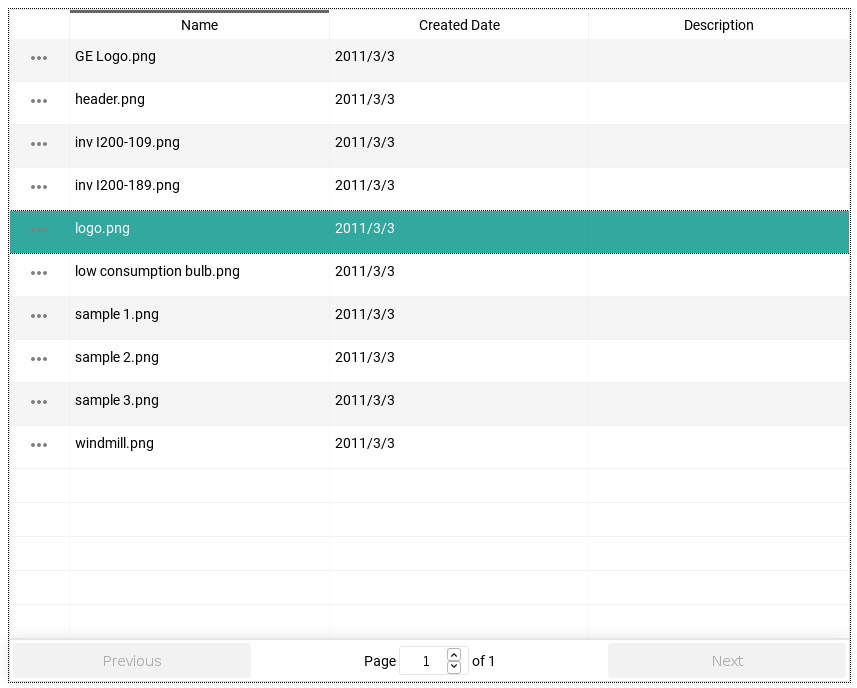 Name Created Date Description
GE Logo.png 2011/3/3
header.png 2011/3/3
inv I200-109.png 2011/3/3
inv I200-189.png 2011/3/3
logo.png 2011/3/3
low consumption bulb.png 2011/3/3
sample 1.png 2011/3/3
sample 2.png 2011/3/3
sample 3.png 2011/3/3
windmill.png 2011/3/3
Previous Page 1 of 1 Next